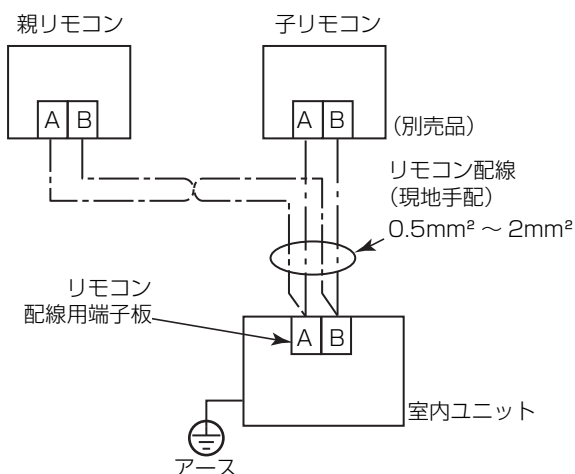 親リモコン
子リモコン
A B
A B
(別売品)
リモコン配線
(現地手配)
0.5mm² ～ 2mm²
リモコン
配線用端子板
A B
室内ユニット
アース